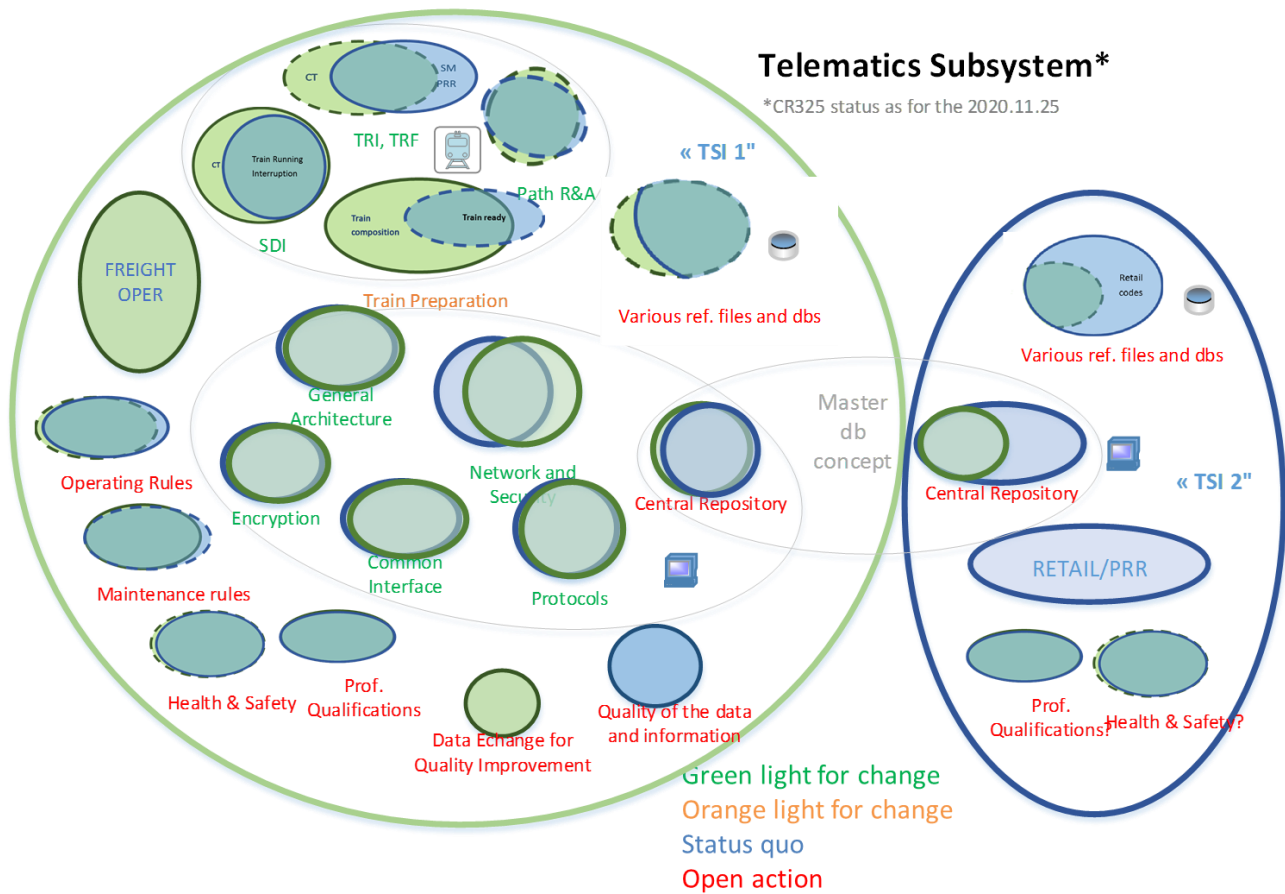 Telematics Subsystem*
*CR325 status as for the 2020.11.25
CT
SM
PRR
TRI, TRF
« TSI 1"
CT
Train Running
Interruption
Path R&A
Train
composition
Train ready
SDI
FREIGHT
OPER
Train Preparation
Various ref. files and dbs
Retail
codes
Various ref. files and dbs
General
Architecture
Master
db
concept
Operating Rules
Network and
Security
Central Repository
Central Repository
« TSI 2"
Encryption
Common
Interface
Protocols
Maintenance rules
RETAIL/PRR
Health & Safety
Prof.
Qualifications
Data Echange for
Quality Improvement
Quality of the data
and information
Prof.
Qualifications?
Health & Safety?
Green light for change
Orange light for change
Status quo
Open action